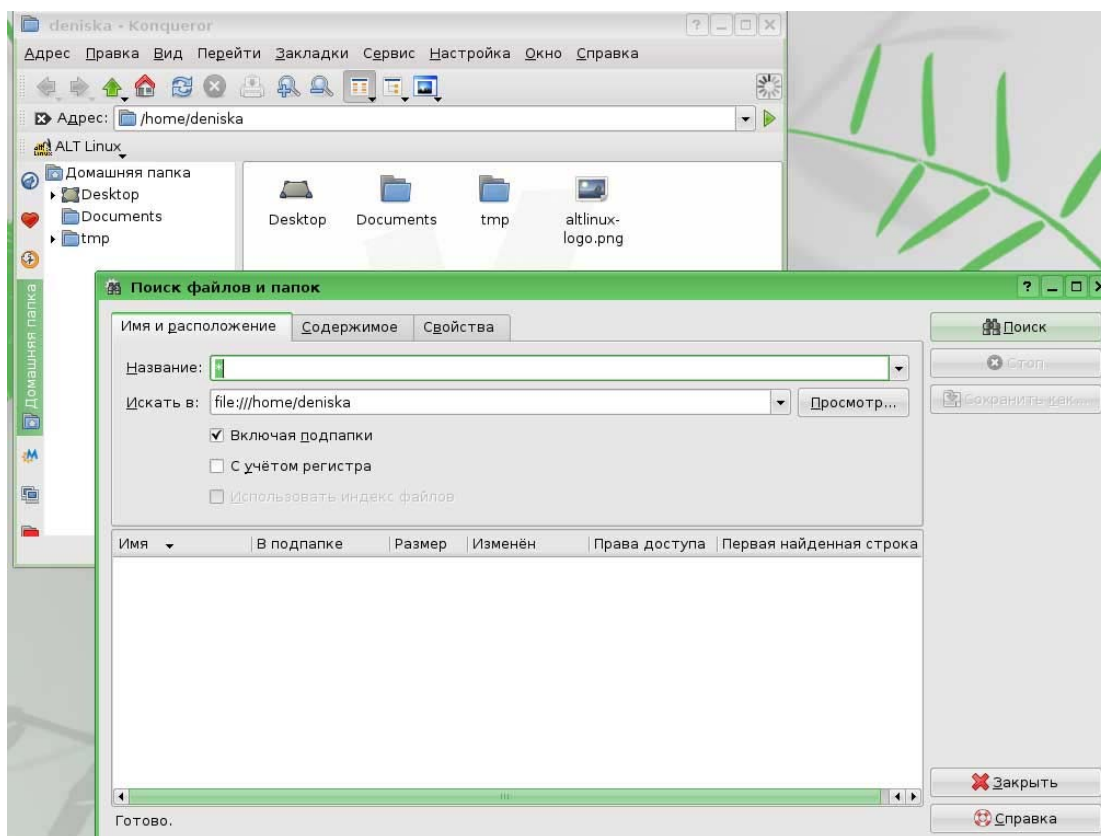 deniska - Konqueror
Адрес Правка Вид Перейти Закладки Сервис Настройка Окно Справка
Адрес: /home/deniska
ALT Linux
Домашняя папка
Desktop
Documents
tmp
Desktop Documents tmp altlinux-logo.png
Домашняя папка
Поиск файлов и папок
Имя и расположение Содержимое Свойства
Название: *
Искать в: file:///home/deniska Просмотр...
Включая подпапки
С учётом регистра
Использовать индекс файлов
Имя В подпапке Размер Изменён Права доступа Первая найденная строка
Готово.
Поиск
Стоп
Сохранить как...
Закрыть
Справка